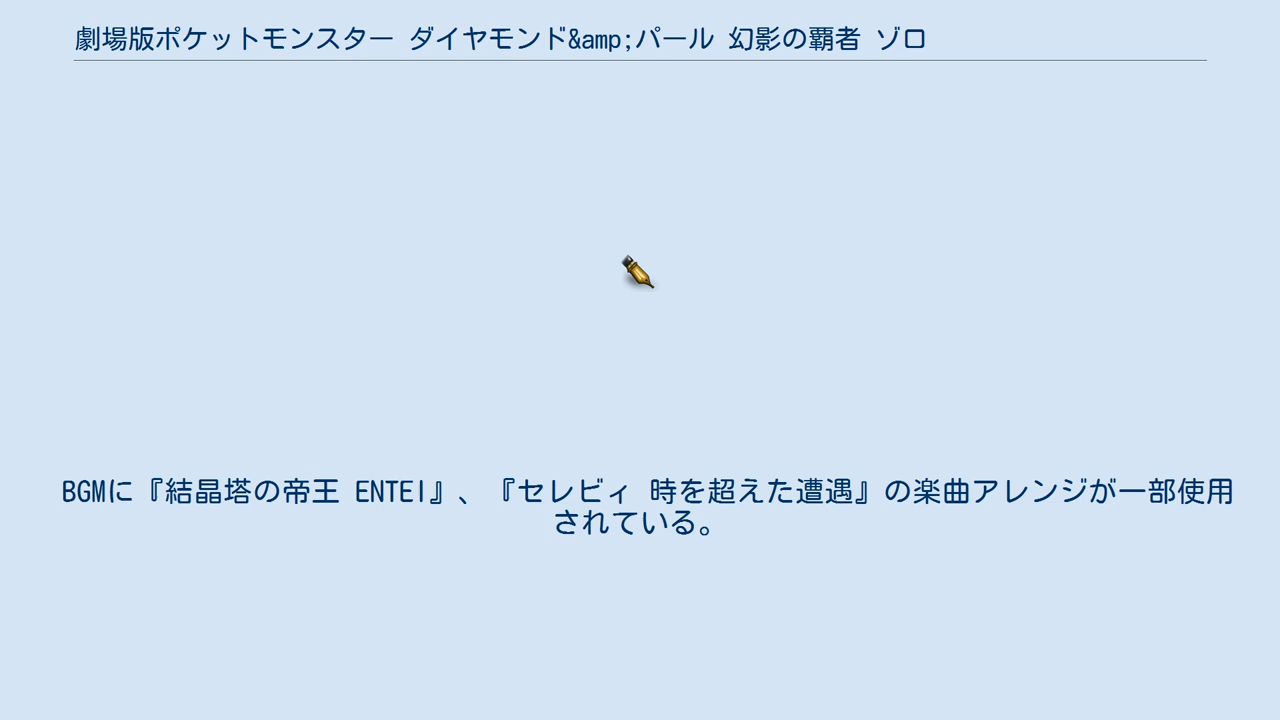 劇場版ポケットモンスター ダイヤモンド&amp;パール 幻影の覇者 ゾロ
BGMに『結晶塔の帝王 ENTEI』、『セレビィ 時を超えた遭遇』の楽曲アレンジが一部使用
されている。